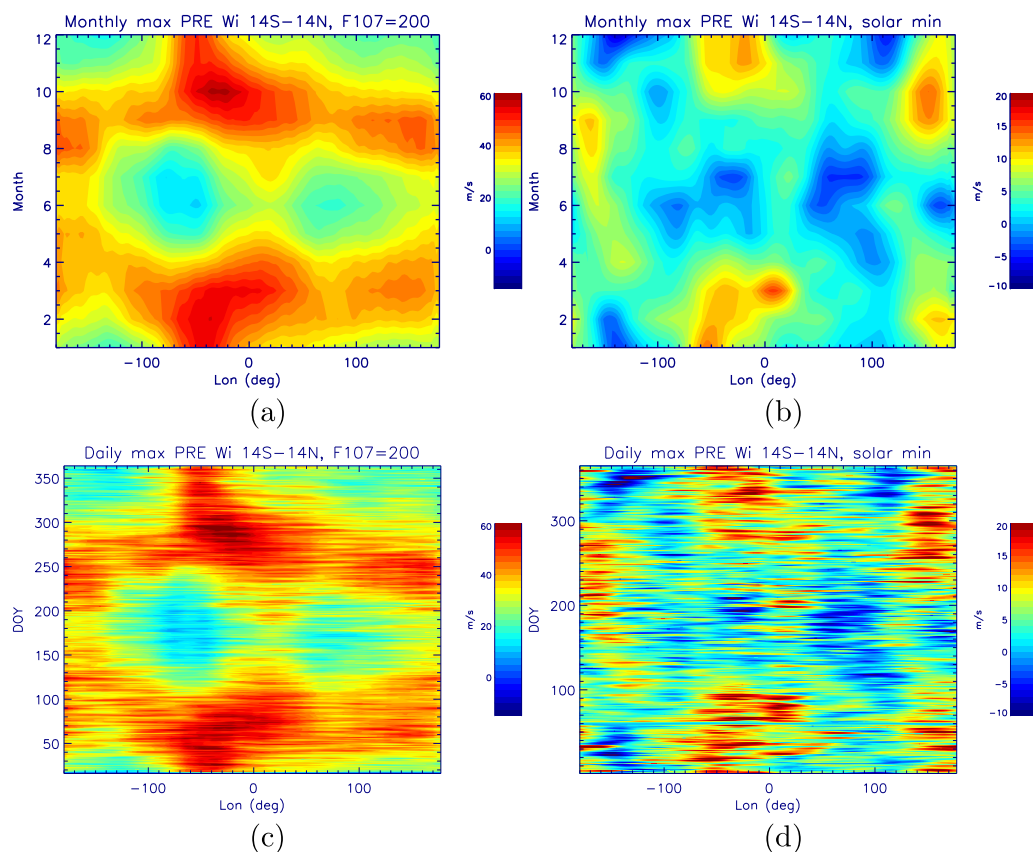 Monthly max PRE Wi 14S-14N, F107=200
12
10
8
6
4
2
Month
-100 0 100
Lon (deg)
60
40
20
0
m/s
(a)
Monthly max PRE Wi 14S-14N, solar min
12
10
8
6
4
2
Month
-100 0 100
Lon (deg)
20
15
10
5
0
-5
-10
m/s
(b)
Daily max PRE Wi 14S-14N, F107=200
350
300
250
200
150
100
50
DOY
-100 0 100
Lon (deg)
60
40
20
0
m/s
(c)
Daily max PRE Wi 14S-14N, solar min
300
200
100
DOY
-100 0 100
Lon (deg)
20
15
10
5
0
-5
-10
m/s
(d)